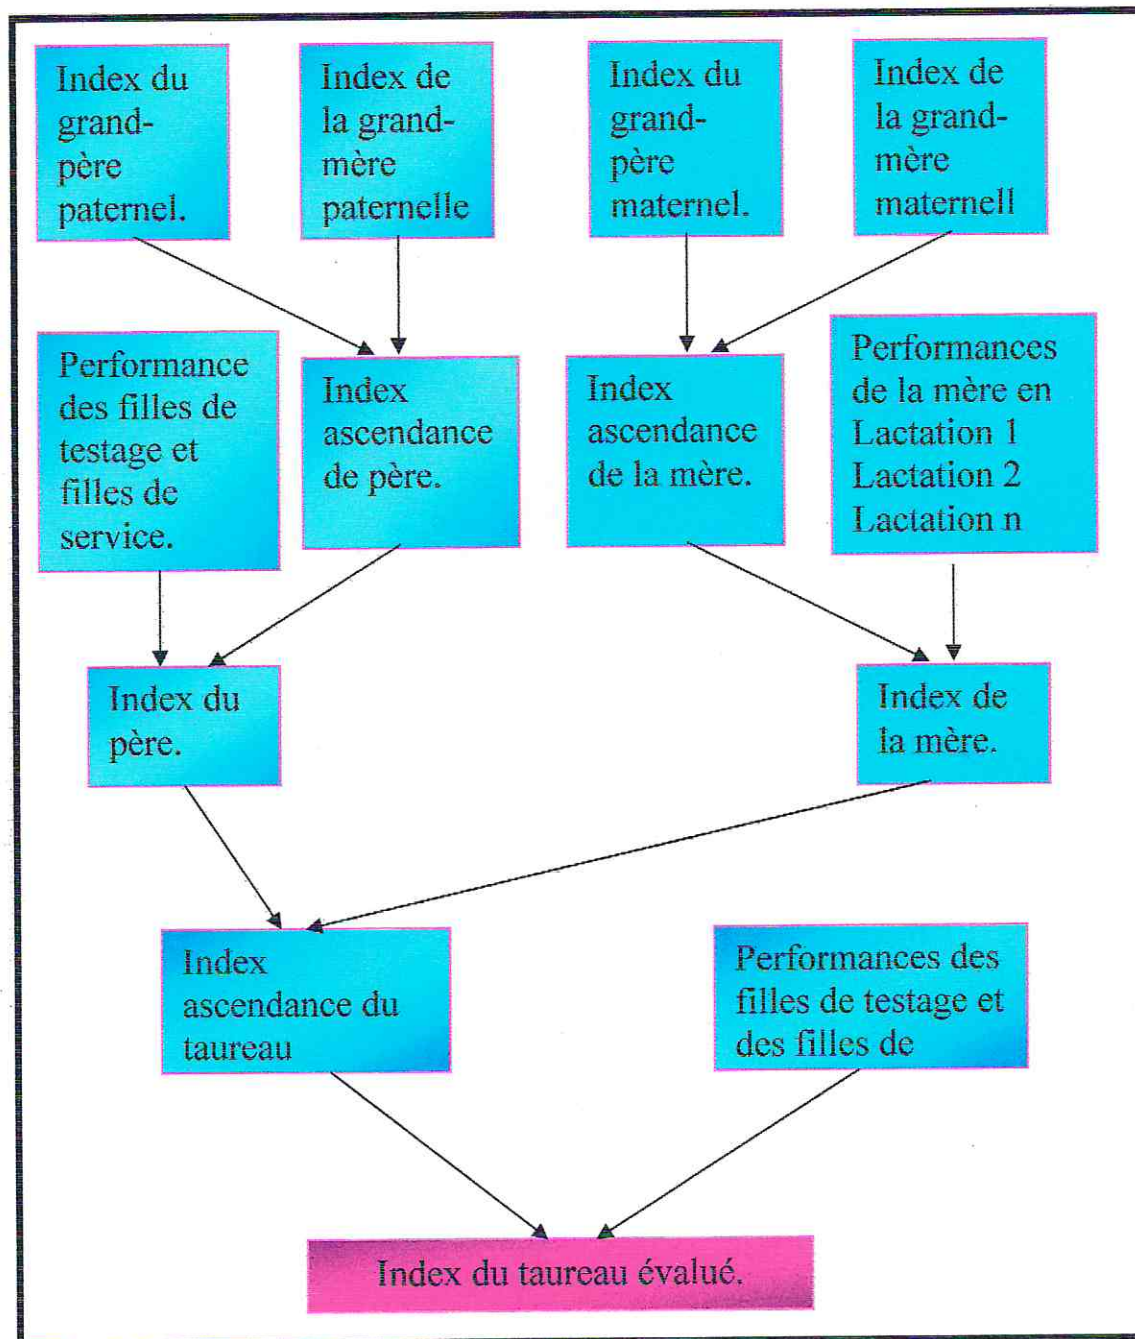 Index du
grand-
père
paternel.
Index de
la grand-
mère
paternelle
Index du
grand-
père
maternel.
Index de
la grand-
mère
maternell
Performance
des filles de
testage et
filles de
service.
Index
ascendance
de père.
Index
ascendance
de la mère.
Performances
de la mère en
Lactation 1
Lactation 2
Lactation n
Index du
père.
Index de
la mère.
Index
ascendance du
taureau
Performances des
filles de testage et
des filles de
Index du taureau évalué.